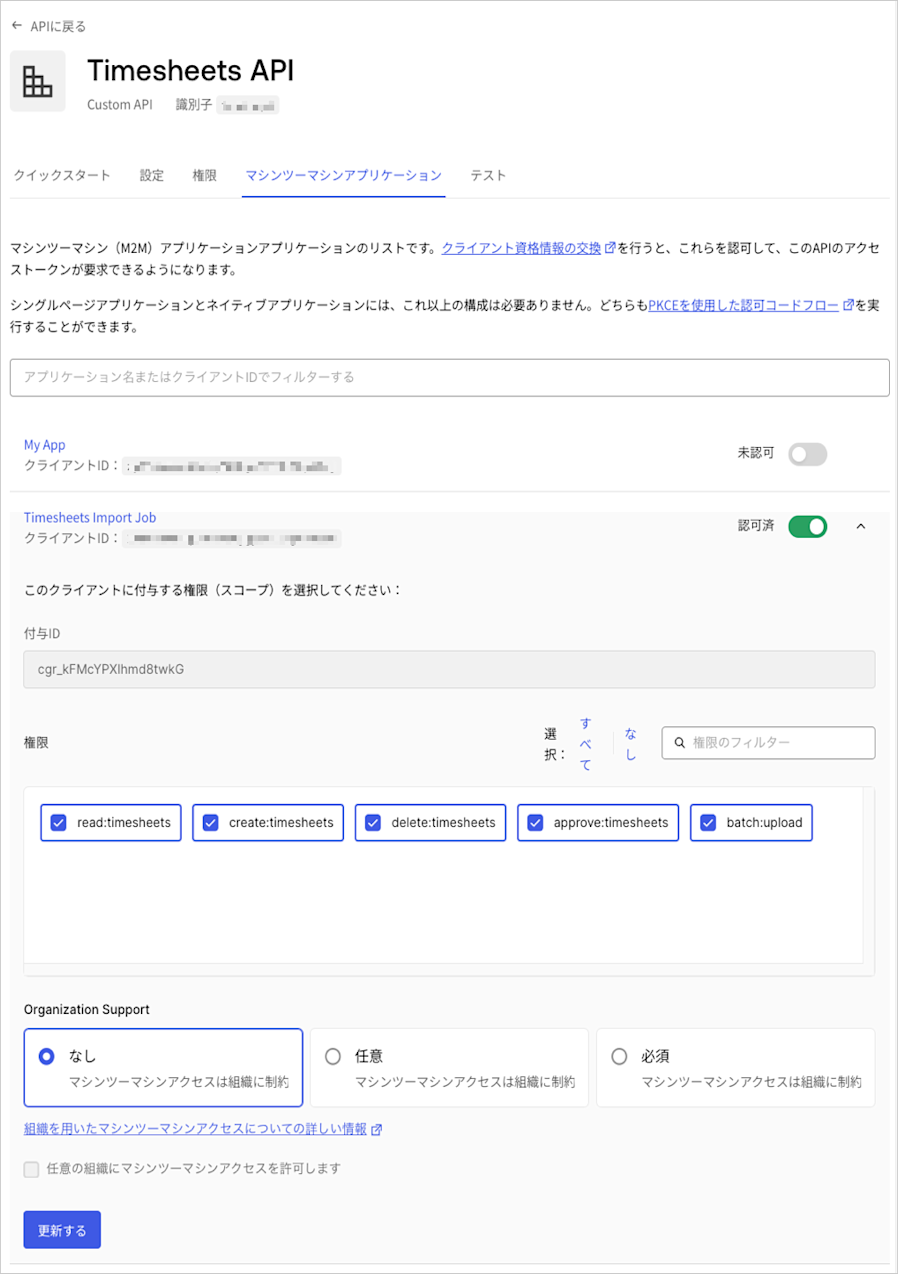 APIに戻る
Timesheets API
Custom API 識別子
クイックスタート 設定 権限 マシンツーマシンアプリケーション テスト
マシンツーマシン（M2M）アプリケーションアプリケーションのリストです。クライアント資格情報の交換を行うと、これらを認可して、このAPIのアクセ
ストークンが要求できるようになります。
シングルページアプリケーションとネイティブアプリケーションには、これ以上の構成は必要ありません。どちらもPKCEを使用した認可コードフローを実
行することができます。
アプリケーション名またはクライアントIDでフィルターする
My App
クライアントID：
未認可
Timesheets Import Job
クライアントID：
認可済
このクライアントに付与する権限（スコープ）を選択してください：
付与ID
cgr_kFMcYPXlhmd8twkG
権限
選択：
すべて
なし
権限のフィルター
read:timesheets create:timesheets delete:timesheets approve:timesheets batch:upload
Organization Support
なし
マシンツーマシンアクセスは組織に制約
任意
マシンツーマシンアクセスは組織に制約
必須
マシンツーマシンアクセスは組織に制約
組織を用いたマシンツーマシンアクセスについての詳しい情報
任意の組織にマシンツーマシンアクセスを許可します
更新する